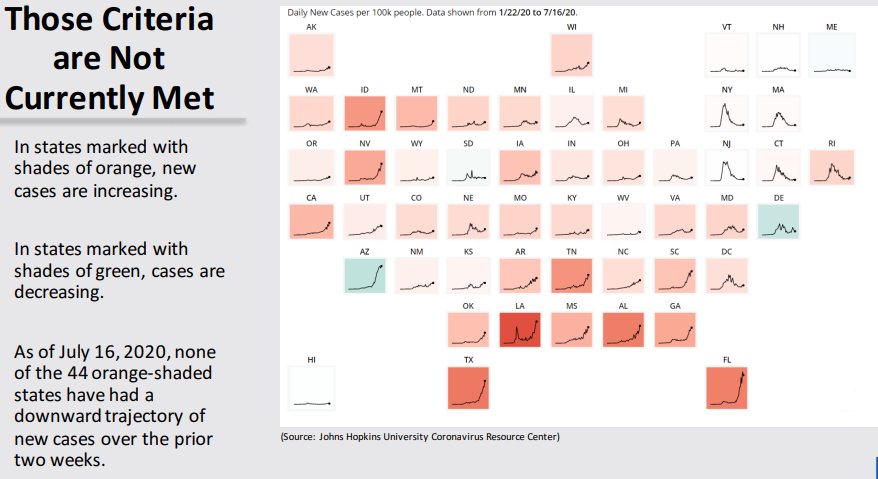 Those Criteria
are Not
Currently Met
In states marked with
shades of orange, new
cases are increasing.
In states marked with
shades of green, cases are
decreasing.
As of July 16, 2020, none
of the 44 orange-shaded
states have had a
downward trajectory of
new cases over the prior
two weeks.
Daily New Cases per 100k people. Data shown from 1/22/20 to 7/16/20.
AK WI VT NH ME
WA ID MT ND MN IL MI NY MA
OR NV WY SD IA IN OH PA NJ CT RI
CA UT CO NE MO KY WV VA MD DE
AZ NM KS AR TN NC SC DC
OK LA MS AL GA
HI TX FL
(Source: Johns Hopkins University Coronavirus Resource Center)